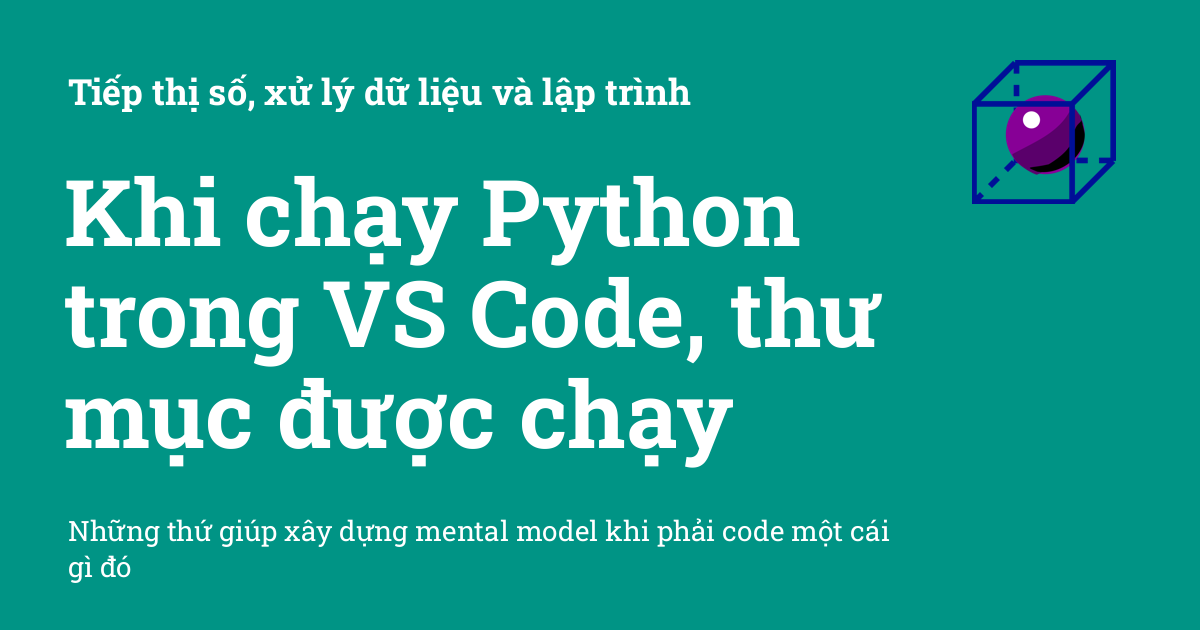 Tiếp thị số, xử lý dữ liệu và lập trình
Khi chạy Python
trong VS Code, thư
mục được chạy
Những thứ giúp xây dựng mental model khi phải code một cái
gì đó